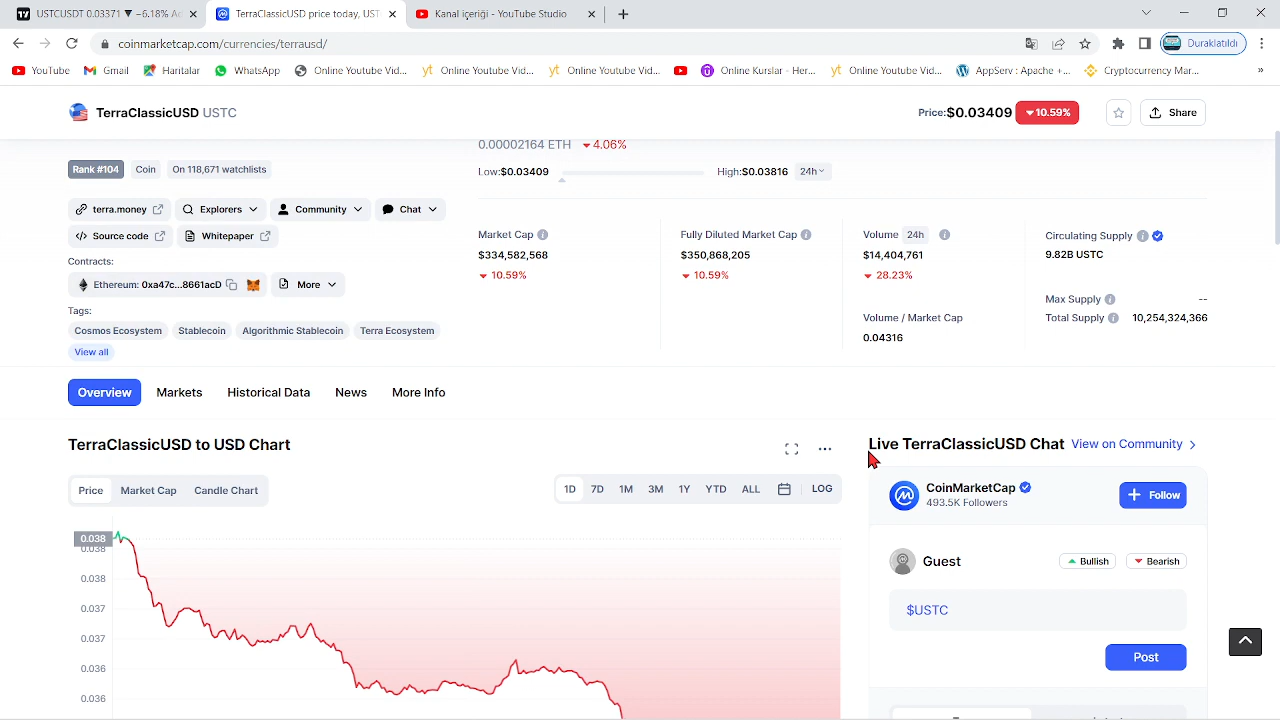 USTCUSDT 0.03371 ▼ −6.18% Ad
TerraClassicUSD price today, UST
Kanal içeriği - YouTube Studio
coinmarketcap.com/currencies/terrausd/
Duraklatıldı
YouTube
Gmail
Haritalar
WhatsApp
Online Youtube Vid...
Online Youtube Vid...
Online Youtube Vid...
Online Kurslar - Her...
Online Youtube Vid...
AppServ : Apache +...
Cryptocurrency Mar...
TerraClassicUSD USTC
Price:$0.03409 10.59%
Share
0.00002164 ETH 4.06%
Rank #104 Coin On 118,671 watchlists
Low:$0.03409 High:$0.03816 24h
terra.money Explorers Community Chat
Source code Whitepaper
Contracts:
Ethereum: 0xa47c...8661acD More
Tags:
Cosmos Ecosystem Stablecoin Algorithmic Stablecoin Terra Ecosystem
View all
Market Cap
$334,582,568
10.59%
Fully Diluted Market Cap
$350,868,205
10.59%
Volume 24h
$14,404,761
28.23%
Volume / Market Cap
0.04316
Circulating Supply
9.82B USTC
Max Supply --
Total Supply 10,254,324,366
Overview Markets Historical Data News More Info
TerraClassicUSD to USD Chart
Price Market Cap Candle Chart
1D 7D 1M 3M 1Y YTD ALL LOG
0.038
0.038
0.038
0.037
0.037
0.036
0.036
Live TerraClassicUSD Chat View on Community
CoinMarketCap
493.5K Followers
+ Follow
Guest
Bullish Bearish
$USTC
Post